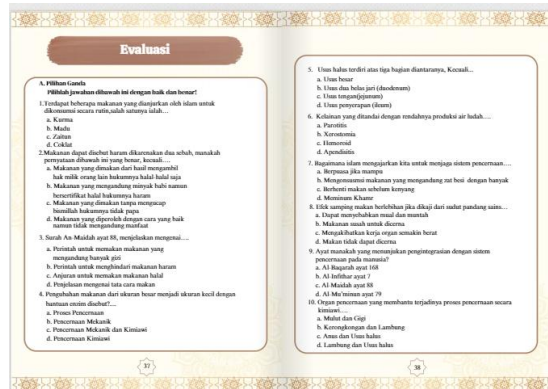 Evaluasi
A. Pilihan Ganda
Pilihlah jawaban dibawah ini dengan baik dan benar!
1.Terdapat beberapa makanan yang dianjurkan oleh islam untuk
dikonsumsi secara rutin,salah satunya ialah…
a. Kurma
b. Madu
c. Zaitun
d. Coklat
2.Makanan dapat disebut haram dikarenakan dua sebab, manakah
pernyataan dibawah ini yang benar, kecuali….
a. Makanan yang dimakan dari hasil mengambil
hak milik orang lain hukumnya halal-halal saja
b. Makanan yang mengandung minyak babi namun
bersertifikat halal hukumnya haram
c. Makanan yang dimakan tanpa mengucap
bismillah hukumnya tidak papa
d. Makanan yang diperoleh dengan cara yang baik
namun tidak mengandung manfaat
3. Surah An-Maidah ayat 88, menjelaskan mengenai….
a. Perintah untuk memakan makanan yang
mengandung banyak gizi
b. Perintah untuk menghindari makanan haram
c. Anjuran untuk memakan makanan halal
d. Penjelasan mengenai tata cara makan
4. Pengubahan makanan dari ukuran besar menjadi ukuran kecil dengan
bantuan enzim disebut?....
a. Proses Pencernaan
b. Pencernaan Mekanik
c. Pencernaan Mekanik dan Kimiawi
d. Pencernaan Kimiawi
37
5. Usus halus terdiri atas tiga bagian diantaranya, Kecuali...
a. Usus besar
b. Usus dua belas jari (duodenum)
c. Usus tengan(jejunum)
d. Usus penyerapan (ileum)
6. Kelainan yang ditandai dengan rendahnya produksi air ludah….
a. Parotitis
b. Xerostomia
c. Hemoroid
d. Apendisitis
7. Bagaimana islam mengajarkan kita untuk menjaga sistem pencernaan….
a. Berpuasa jika mampu
b. Mengonsumsi makanan yang mengandung zat besi dengan banyak
c. Berhenti makan sebelum kenyang
d. Meminum Khamr
8. Efek samping makan berlebihan jika dikaji dari sudut pandang sains…
a. Dapat menyebabkan mual dan muntah
b. Makanan susah untuk dicerna
c. Mengakibatkan kerja organ semakin berat
d. Makan tidak dapat dicerna
9. Ayat manakah yang menunjukan pengintegrasian dengan sistem
pencernaan pada manusia?
a. Al-Baqarah ayat 168
b. Al-Infithar ayat 7
c. Al-Maidah ayat 88
d. Al-Mu'minun ayat 79
10. Organ pencernaan yang membantu terjadinya proses pencernaan secara
kimiawi….
a. Mulut dan Gigi
b. Kerongkongan dan Lambung
c. Anus dan Usus halus
d. Lambung dan Usus halus
38